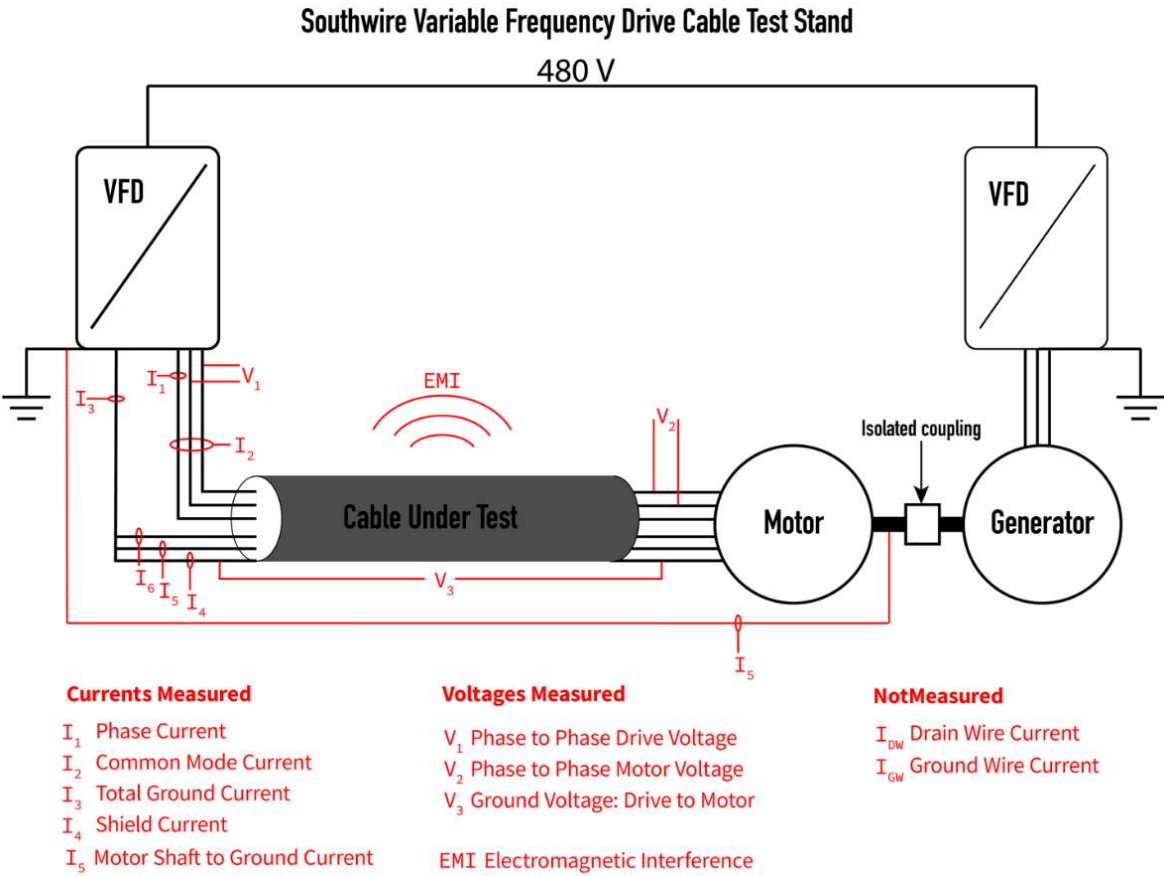 Southwire Variable Frequency Drive Cable Test Stand
480 V
VFD
VFD
I₁
V₁
I₃
EMI
I₂
V₂
Isolated coupling
Cable Under Test
Motor
Generator
I₆
I₅
I₄
V₃
I₅
Currents Measured
I₁ Phase Current
I₂ Common Mode Current
I₃ Total Ground Current
I₄ Shield Current
I₅ Motor Shaft to Ground Current
Voltages Measured
V₁ Phase to Phase Drive Voltage
V₂ Phase to Phase Motor Voltage
V₃ Ground Voltage: Drive to Motor
EMI Electromagnetic Interference
NotMeasured
I_DW Drain Wire Current
I_GW Ground Wire Current